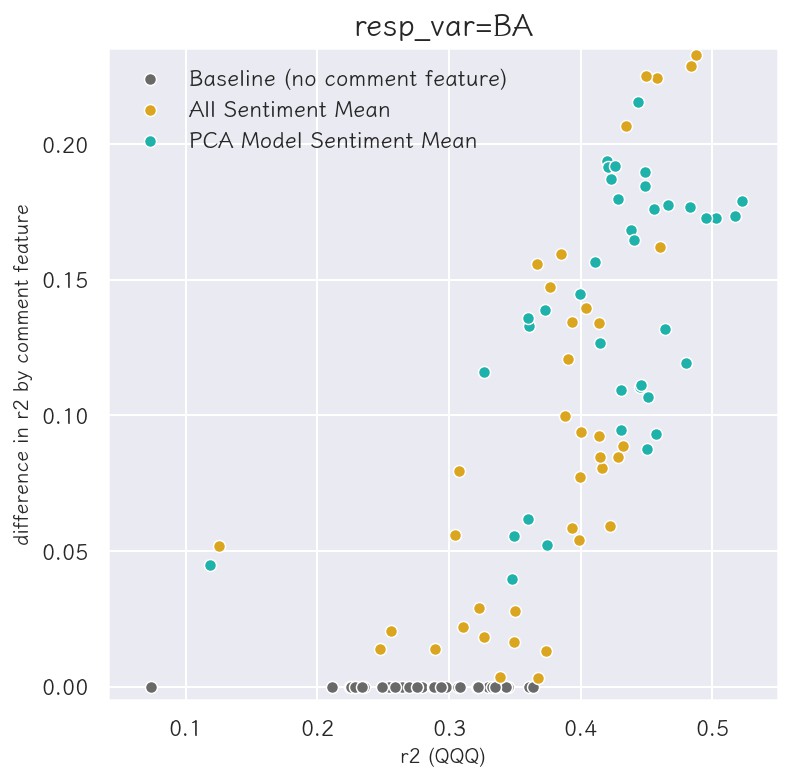 resp_var=BA
Baseline (no comment feature)
All Sentiment Mean
PCA Model Sentiment Mean
difference in r2 by comment feature
0.20
0.15
0.10
0.05
0.00
0.1 0.2 0.3 0.4 0.5
r2 (QQQ)